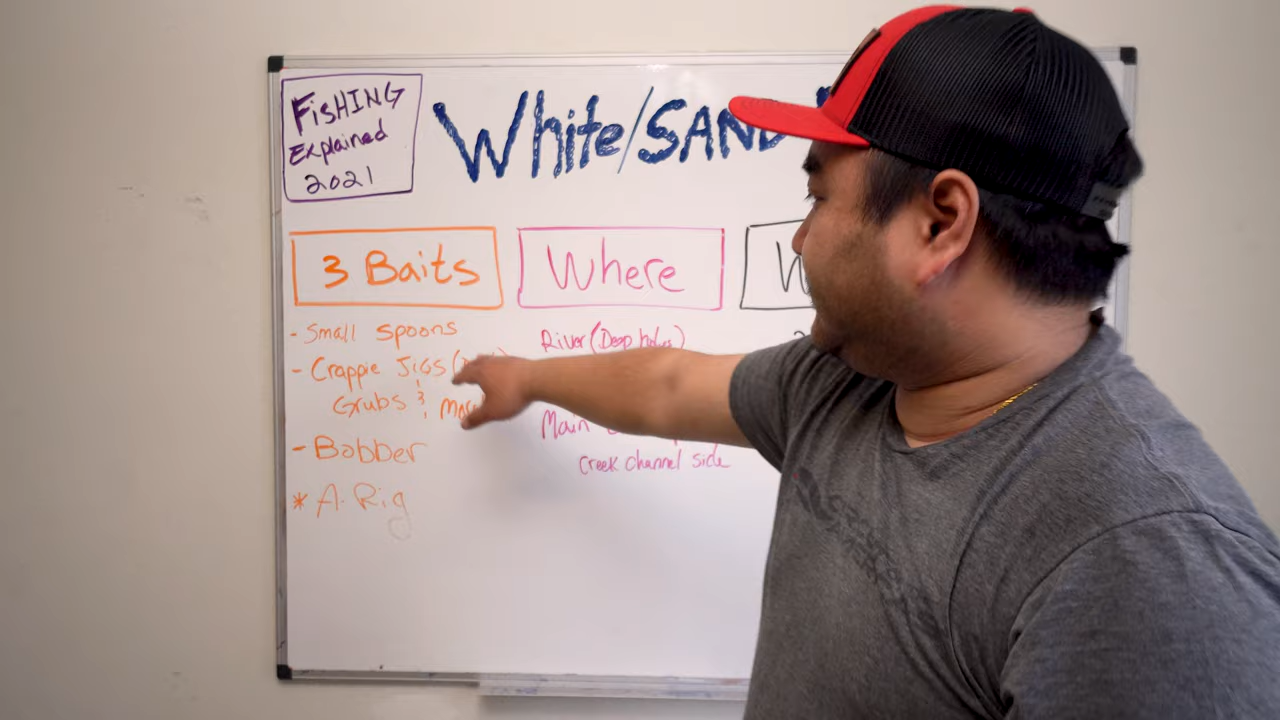 FisHING
Explained
2021
White/SAND
3 Baits
Where
- Small spoons
- Crappie JIGS
Grubs &
- Bobber
* A. Rig
River (Deep holes)
Main
Creek channel side